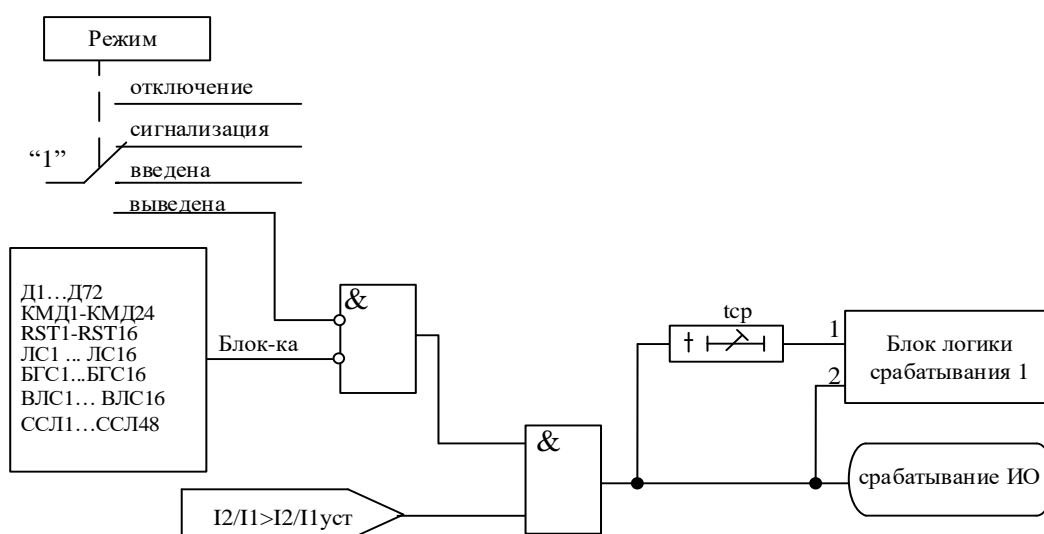 Режим
отключение
сигнализация
“1”
введена
выведена
Д1…Д72
КМД1-КМД24
RST1-RST16
ЛС1 ... ЛС16
БГС1...БГС16
ВЛС1… ВЛС16
ССЛ1…ССЛ48
Блок-ка
&
tср
1
2
Блок логики
срабатывания 1
&
срабатывание ИО
I2/I1>I2/I1уст